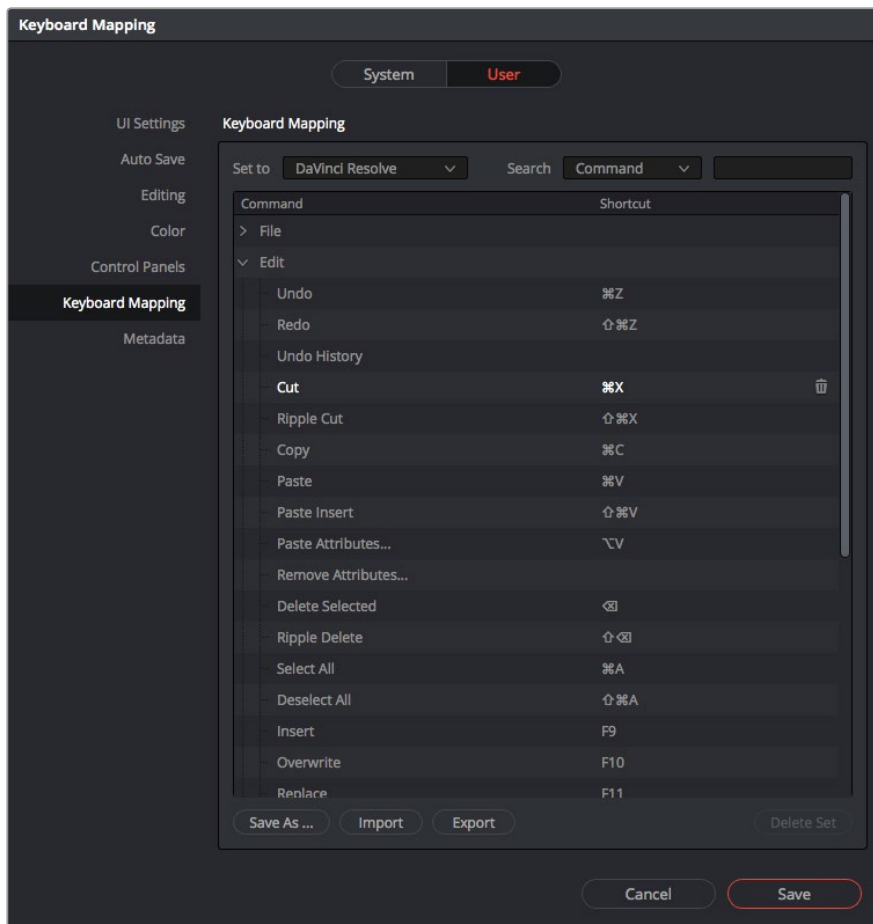 Keyboard Mapping
System User
UI Settings
Auto Save
Editing
Color
Control Panels
Keyboard Mapping
Metadata
Keyboard Mapping
Set to DaVinci Resolve Search Command
Command Shortcut
File
Edit
Undo ⌘Z
Redo ⇧⌘Z
Undo History
Cut ⌘X
Ripple Cut ⇧⌘X
Copy ⌘C
Paste ⌘V
Paste Insert ⇧⌘V
Paste Attributes... ⌥V
Remove Attributes...
Delete Selected ⌫
Ripple Delete ⇧⌫
Select All ⌘A
Deselect All ⇧⌘A
Insert F9
Overwrite F10
Replace F11
Save As ... Import Export Delete Set
Cancel Save